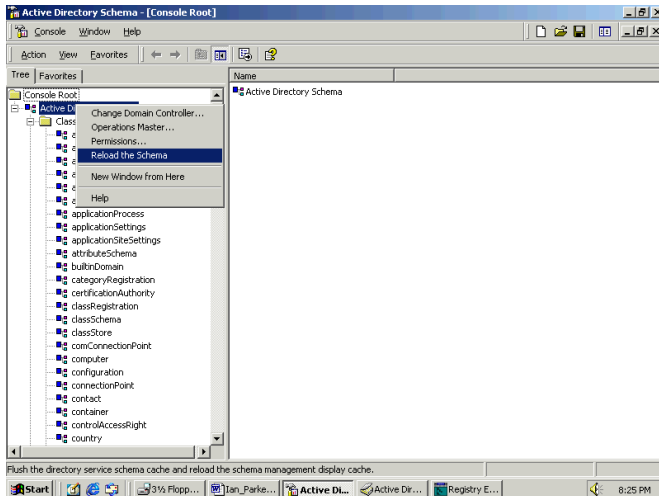 Active Directory Schema - [Console Root]
Console Window Help
Action View Favorites
Tree Favorites
Name
Console Root
Active Directory Schema
Active Di
Change Domain Controller...
Clas
Operations Master...
a
Permissions...
a
Reload the Schema
a
a
New Window from Here
a
a
Help
applicationProcess
applicationSettings
applicationSiteSettings
attributeSchema
builtinDomain
categoryRegistration
certificationAuthority
classRegistration
classSchema
classStore
comConnectionPoint
computer
configuration
connectionPoint
contact
container
controlAccessRight
country
Flush the directory service schema cache and reload the schema management display cache.
Start 3½ Flopp... Ian_Parke... Active Di... Active Dir... Registry E... 8:25 PM